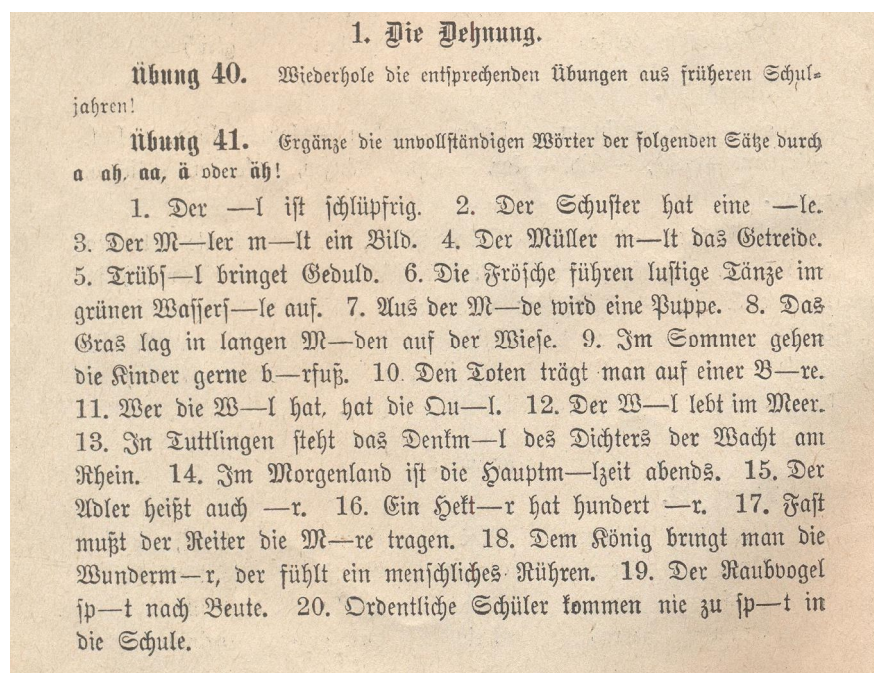 1. Die Dehnung.
Übung 40. Wiederhole die entsprechenden Übungen aus früheren Schul-
jahren!
Übung 41. Ergänze die unvollständigen Wörter der folgenden Sätze durch
a ah, aa, ä oder äh!
1. Der —l ist schlüpfrig. 2. Der Schuster hat eine —le.
3. Der M—ler m—lt ein Bild. 4. Der Müller m—lt das Getreide.
5. Trübs—l bringet Geduld. 6. Die Frösche führen lustige Tänze im
grünen Wassers—le auf. 7. Aus der M—de wird eine Puppe. 8. Das
Gras lag in langen M—den auf der Wiese. 9. Im Sommer gehen
die Kinder gerne b—rfuß. 10. Den Toten trägt man auf einer B—re.
11. Wer die W—l hat, hat die Qu—l. 12. Der W—l lebt im Meer.
13. In Tuttlingen steht das Denkm—l des Dichters der Wacht am
Rhein. 14. Im Morgenland ist die Hauptm—lzeit abends. 15. Der
Adler heißt auch —r. 16. Ein Hekt—r hat hundert —r. 17. Fast
mußt der Reiter die M—re tragen. 18. Dem König bringt man die
Wunderm—r, der fühlt ein menschliches Rühren. 19. Der Raubvogel
sp—t nach Beute. 20. Ordentliche Schüler kommen nie zu sp—t in
die Schule.